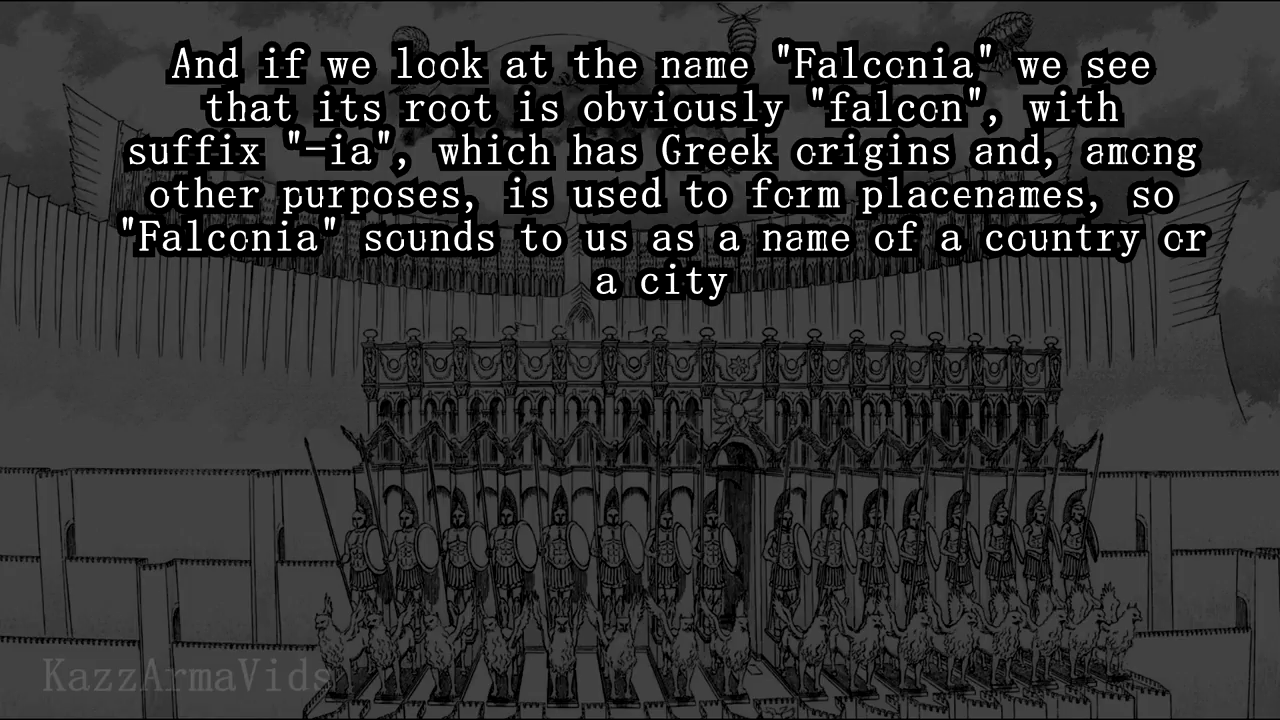 And if we look at the name "Falconia" we see
that its root is obviously "falcon", with
suffix "-ia", which has Greek origins and, among
other purposes, is used to form placenames, so
"Falconia" sounds to us as a name of a country or
a city
KazzArmaVids